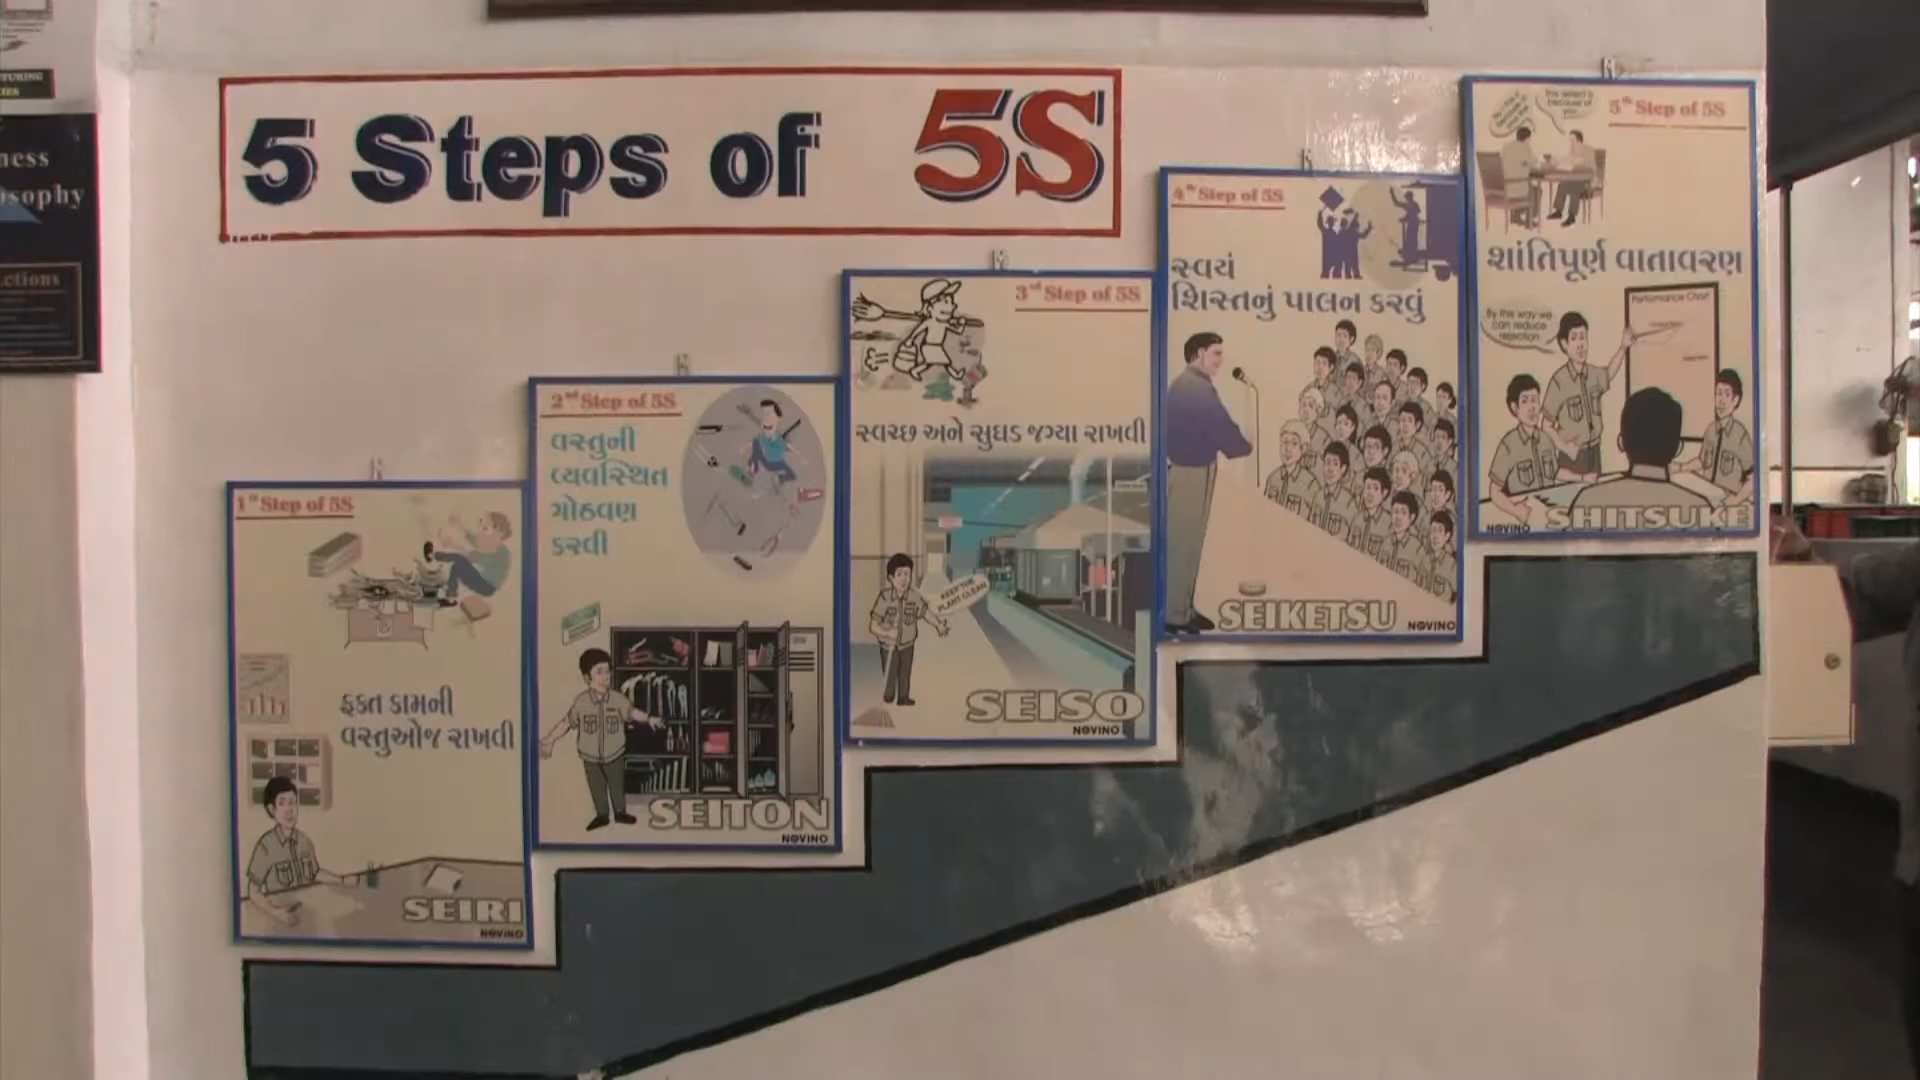 5 Steps of 5S
1st Step of 5S
ફકત કામની
વસ્તુઓજ રાખવી
SEIRI
NOVINO
2nd Step of 5S
વસ્તુની
વ્યવસ્થિત
ગોઠવણ
કરવી
SEITON
NOVINO
3rd Step of 5S
સ્વચ્છ અને સુઘડ જગ્યા રાખવી
KEEP THE
PLANT CLEAN
SEISO
NOVINO
4th Step of 5S
સ્વયં
શિસ્તનું પાલન કરવું
SEIKETSU
NOVINO
5th Step of 5S
શાંતિપૂર્ણ વાતાવરણ
By this way we
can reduce
rejection
Performance Chart
NOVINO
SHITSUKE